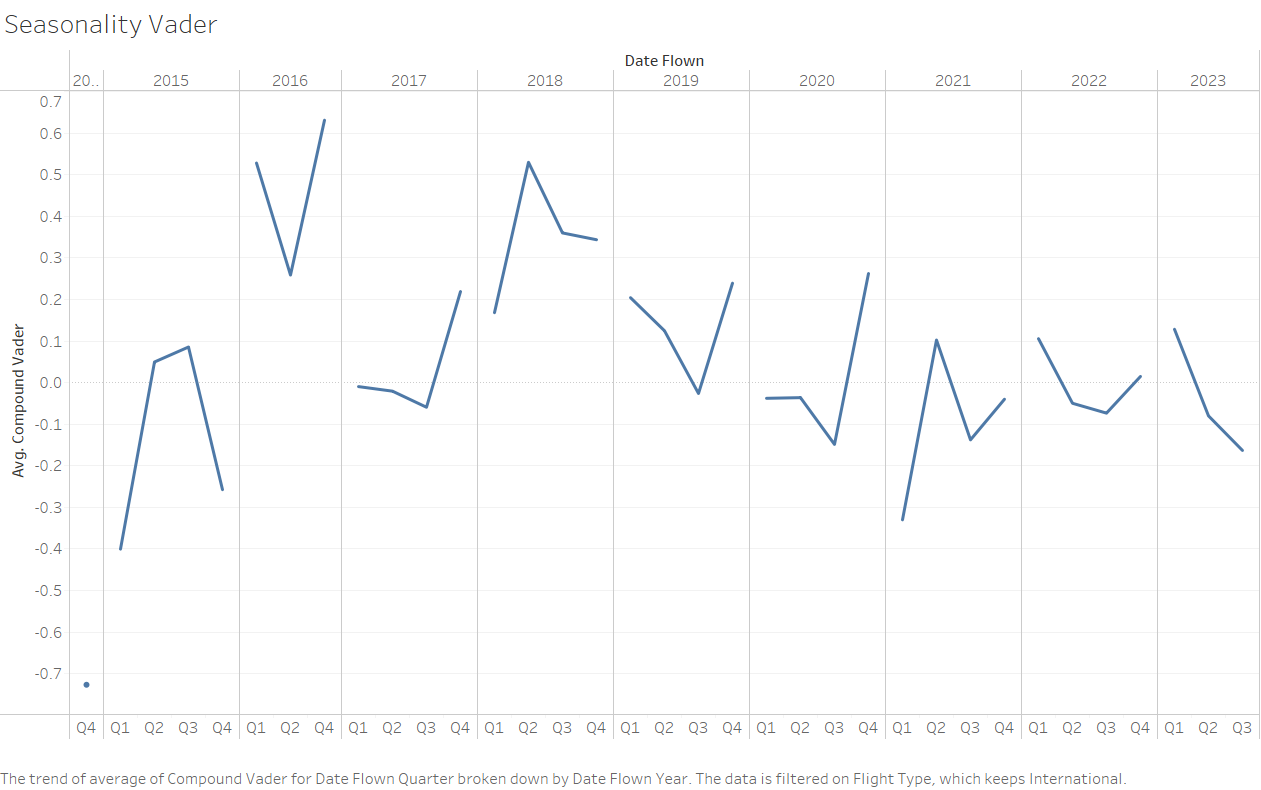 Seasonality Vader
Date Flown
20.. 2015 2016 2017 2018 2019 2020 2021 2022 2023
0.7
0.6
0.5
0.4
0.3
0.2
0.1
0.0
-0.1
-0.2
-0.3
-0.4
-0.5
-0.6
-0.7
Avg. Compound Vader
Q4 Q1 Q2 Q3 Q4 Q1 Q2 Q4 Q1 Q2 Q3 Q4 Q1 Q2 Q3 Q4 Q1 Q2 Q3 Q4 Q1 Q2 Q3 Q4 Q1 Q2 Q3 Q4 Q1 Q2 Q3 Q4 Q1 Q2 Q3
The trend of average of Compound Vader for Date Flown Quarter broken down by Date Flown Year. The data is filtered on Flight Type, which keeps International.